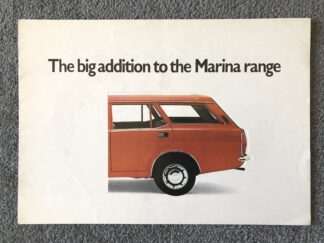 The big addition to the Marina range